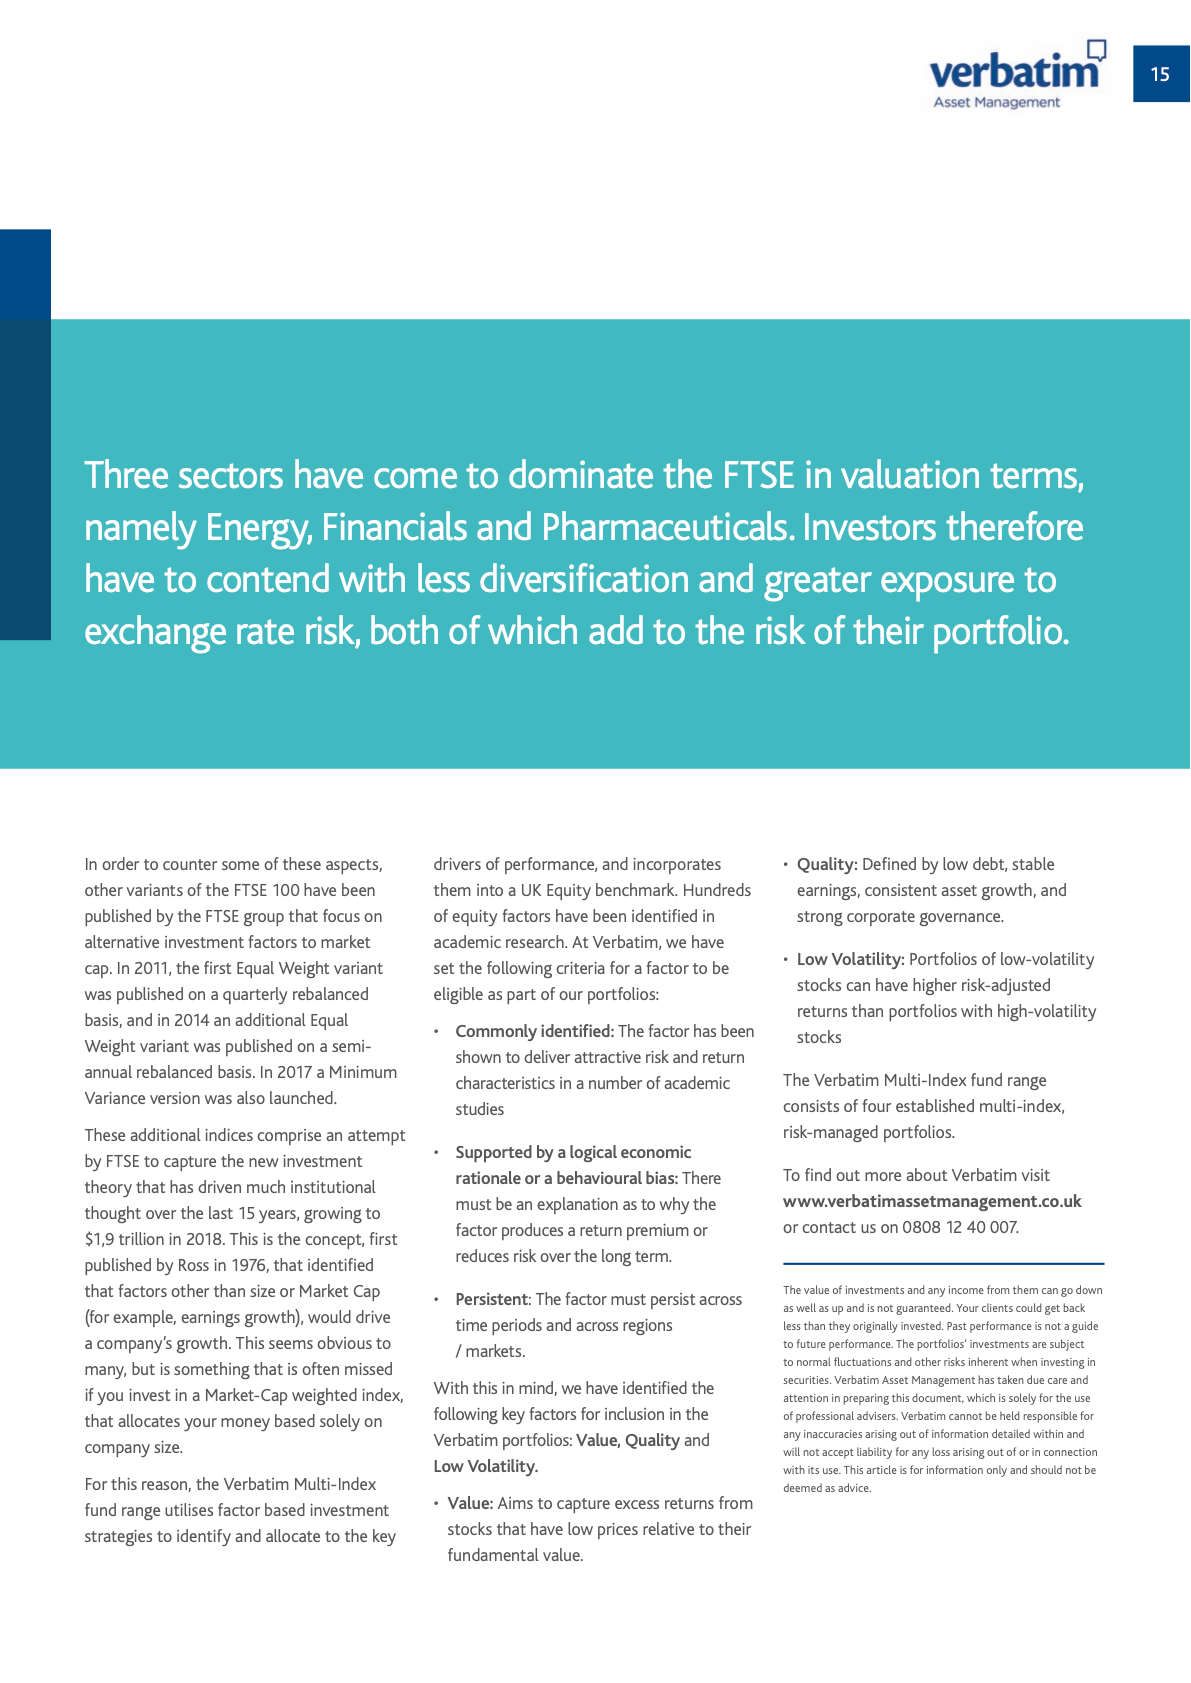 verbatim
Asset Management
15
Three sectors have come to dominate the FTSE in valuation terms,
namely Energy, Financials and Pharmaceuticals. Investors therefore
have to contend with less diversification and greater exposure to
exchange rate risk, both of which add to the risk of their portfolio.
In order to counter some of these aspects,
other variants of the FTSE 100 have been
published by the FTSE group that focus on
alternative investment factors to market
cap. In 2011, the first Equal Weight variant
was published on a quarterly rebalanced
basis, and in 2014 an additional Equal
Weight variant was published on a semi-
annual rebalanced basis. In 2017 a Minimum
Variance version was also launched.
These additional indices comprise an attempt
by FTSE to capture the new investment
theory that has driven much institutional
thought over the last 15 years, growing to
$1,9 trillion in 2018. This is the concept, first
published by Ross in 1976, that identified
that factors other than size or Market Cap
(for example, earnings growth), would drive
a company's growth. This seems obvious to
many, but is something that is often missed
if you invest in a Market-Cap weighted index,
that allocates your money based solely on
company size.
For this reason, the Verbatim Multi-Index
fund range utilises factor based investment
strategies to identify and allocate to the key
drivers of performance, and incorporates
them into a UK Equity benchmark. Hundreds
of equity factors have been identified in
academic research. At Verbatim, we have
set the following criteria for a factor to be
eligible as part of our portfolios:
• Commonly identified: The factor has been
shown to deliver attractive risk and return
characteristics in a number of academic
studies
• Supported by a logical economic
rationale or a behavioural bias: There
must be an explanation as to why the
factor produces a return premium or
reduces risk over the long term.
• Persistent: The factor must persist across
time periods and across regions
/ markets.
With this in mind, we have identified the
following key factors for inclusion in the
Verbatim portfolios: Value, Quality and
Low Volatility.
• Value: Aims to capture excess returns from
stocks that have low prices relative to their
fundamental value.
• Quality: Defined by low debt, stable
earnings, consistent asset growth, and
strong corporate governance.
• Low Volatility: Portfolios of low-volatility
stocks can have higher risk-adjusted
returns than portfolios with high-volatility
stocks
The Verbatim Multi-Index fund range
consists of four established multi-index,
risk-managed portfolios.
To find out more about Verbatim visit
www.verbatimassetmanagement.co.uk
or contact us on 0808 12 40 007.
The value of investments and any income from them can go down
as well as up and is not guaranteed. Your clients could get back
less than they originally invested. Past performance is not a guide
to future performance. The portfolios' investments are subject
to normal fluctuations and other risks inherent when investing in
securities. Verbatim Asset Management has taken due care and
attention in preparing this document, which is solely for the use
of professional advisers. Verbatim cannot be held responsible for
any inaccuracies arising out of information detailed within and
will not accept liability for any loss arising out of or in connection
with its use. This article is for information only and should not be
deemed as advice.